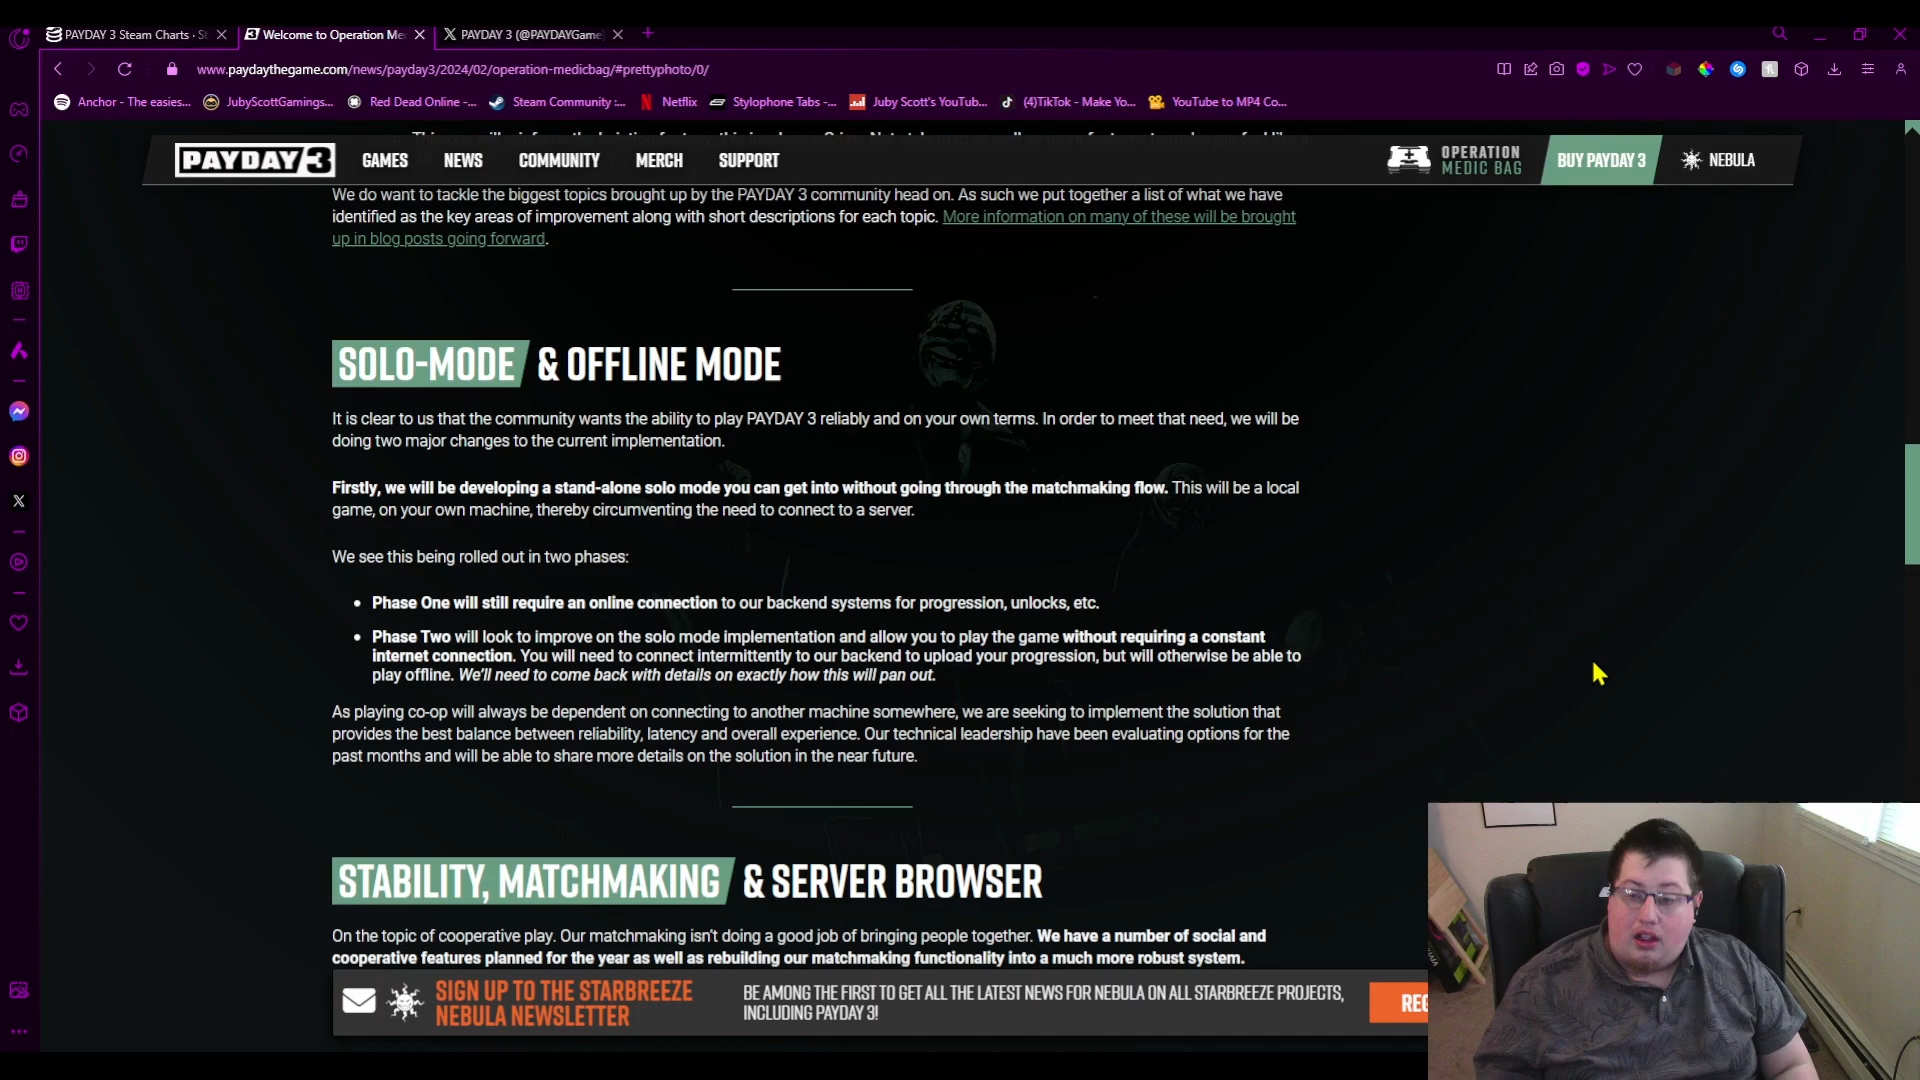 PAYDAY 3 Steam Charts · St
Welcome to Operation Me
PAYDAY 3 (@PAYDAYGame
www.paydaythegame.com/news/payday3/2024/02/operation-medicbag/#prettyphoto/0/
Anchor - The easies...
JubyScottGamings...
Red Dead Online -...
Steam Community :...
Netflix
Stylophone Tabs -...
Juby Scott's YouTub...
(4)TikTok - Make Yo...
YouTube to MP4 Co...
PAYDAY 3
GAMES
NEWS
COMMUNITY
MERCH
SUPPORT
OPERATION
MEDIC BAG
BUY PAYDAY 3
NEBULA
We do want to tackle the biggest topics brought up by the PAYDAY 3 community head on. As such we put together a list of what we have
identified as the key areas of improvement along with short descriptions for each topic. More information on many of these will be brought
up in blog posts going forward.
SOLO-MODE & OFFLINE MODE
It is clear to us that the community wants the ability to play PAYDAY 3 reliably and on your own terms. In order to meet that need, we will be
doing two major changes to the current implementation.
Firstly, we will be developing a stand-alone solo mode you can get into without going through the matchmaking flow. This will be a local
game, on your own machine, thereby circumventing the need to connect to a server.
We see this being rolled out in two phases:
• Phase One will still require an online connection to our backend systems for progression, unlocks, etc.
• Phase Two will look to improve on the solo mode implementation and allow you to play the game without requiring a constant
internet connection. You will need to connect intermittently to our backend to upload your progression, but will otherwise be able to
play offline. We'll need to come back with details on exactly how this will pan out.
As playing co-op will always be dependent on connecting to another machine somewhere, we are seeking to implement the solution that
provides the best balance between reliability, latency and overall experience. Our technical leadership have been evaluating options for the
past months and will be able to share more details on the solution in the near future.
STABILITY, MATCHMAKING & SERVER BROWSER
On the topic of cooperative play. Our matchmaking isn't doing a good job of bringing people together. We have a number of social and
cooperative features planned for the year as well as rebuilding our matchmaking functionality into a much more robust system.
SIGN UP TO THE STARBREEZE
NEBULA NEWSLETTER
BE AMONG THE FIRST TO GET ALL THE LATEST NEWS FOR NEBULA ON ALL STARBREEZE PROJECTS,
INCLUDING PAYDAY 3!
REG